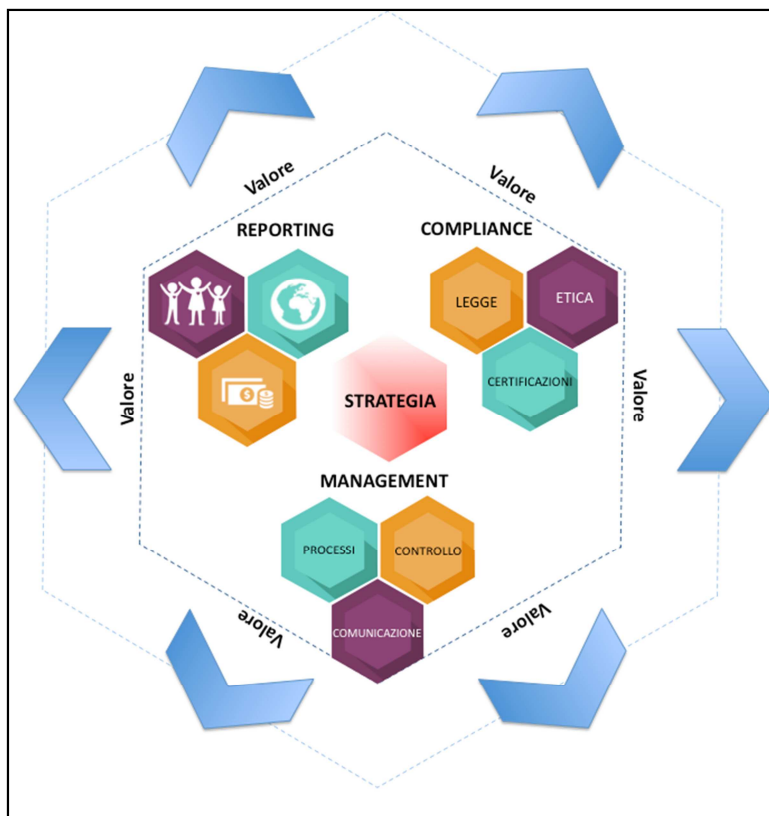 Valore
Valore
REPORTING
COMPLIANCE
LEGGE
ETICA
CERTIFICAZIONI
Valore
STRATEGIA
Valore
MANAGEMENT
PROCESSI
CONTROLLO
COMUNICAZIONE
Valore
Valore